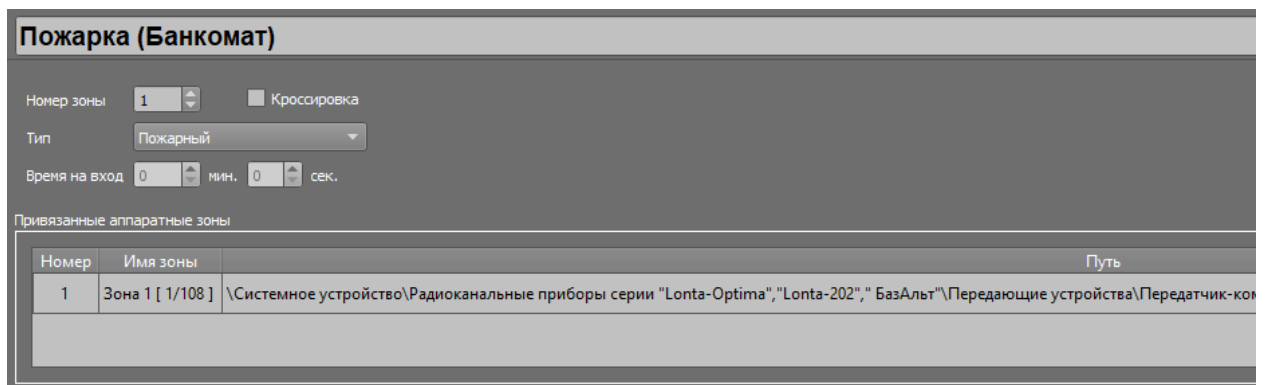 Пожарка (Банкомат)
Номер зоны 1 Кроссировка
Тип Пожарный
Время на вход 0 мин. 0 сек.
Привязанные аппаратные зоны
Номер Имя зоны Путь
1 Зона 1 [ 1/108 ] \Системное устройство\Радиоканальные приборы серии "Lonta-Optima","Lonta-202"," БазАльт"\Передающие устройства\Передатчик-ком